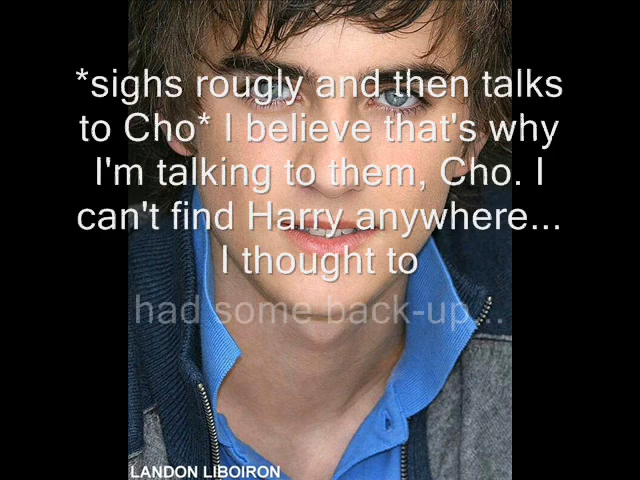 *sighs rougly and then talks
to Cho* I believe that's why
I'm talking to them, Cho. I
can't find Harry anywhere...
I thought to
had some back-up...
LANDON LIBOIRON